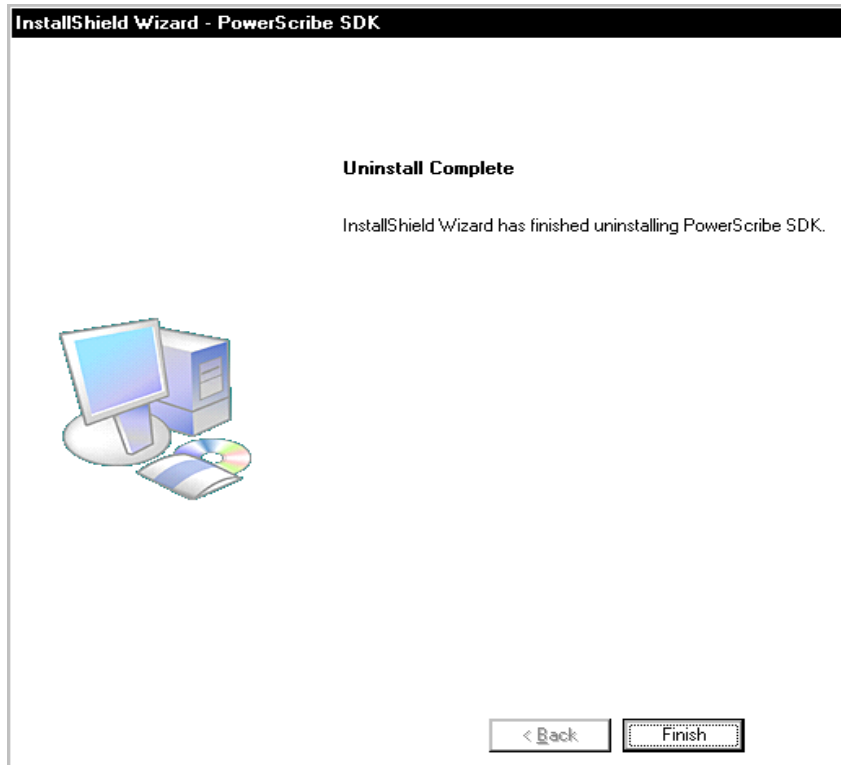 InstallShield Wizard - PowerScribe SDK
Uninstall Complete
InstallShield Wizard has finished uninstalling PowerScribe SDK.
< Back
Finish